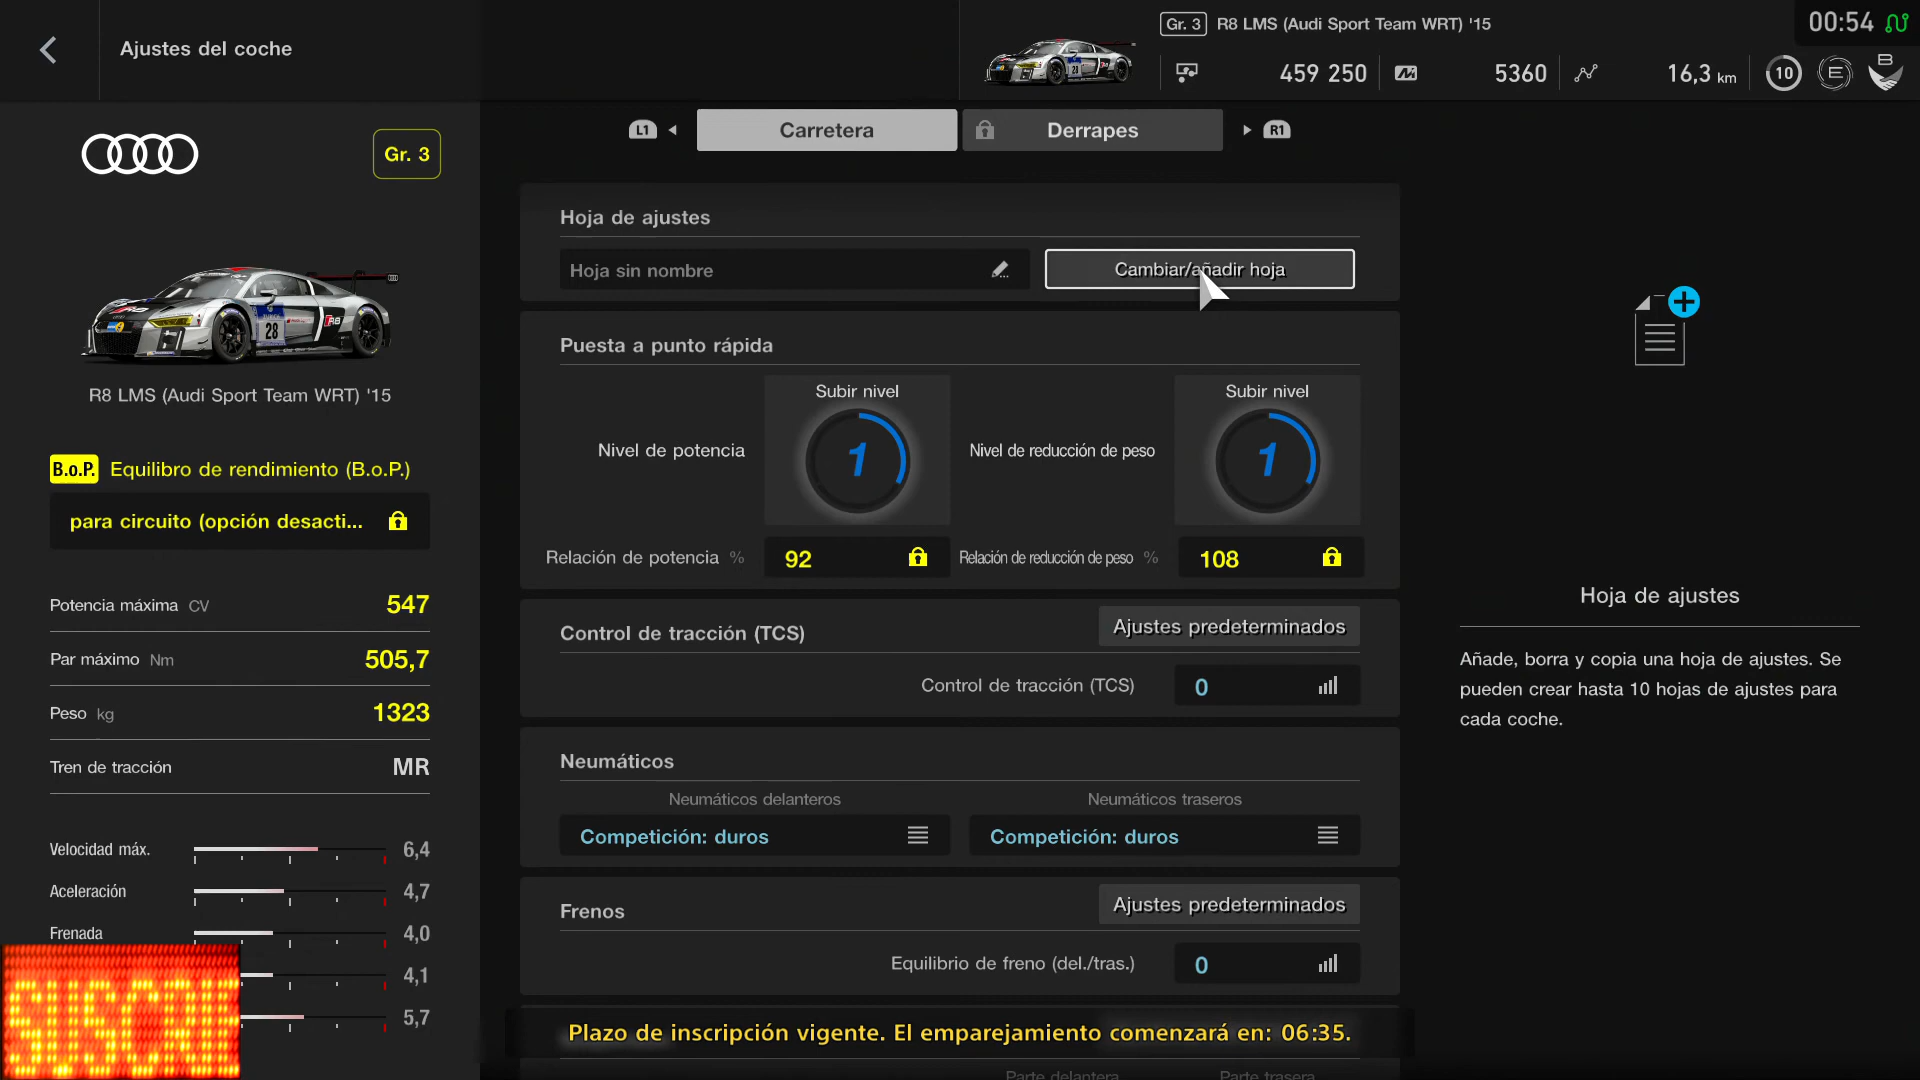 Ajustes del coche
Gr. 3 R8 LMS (Audi Sport Team WRT) '15
459 250
5360
16,3 km
10
E
B
00:54
L1
Carretera
Derrapes
R1
Gr. 3
28
R8 LMS (Audi Sport Team WRT) '15
B.o.P. Equilibro de rendimiento (B.o.P.)
para circuito (opción desacti...
Potencia máxima CV 547
Par máximo Nm 505,7
Peso kg 1323
Tren de tracción MR
Velocidad máx. 6,4
Aceleración 4,7
Frenada 4,0
4,1
5,7
SUSCRI
Hoja de ajustes
Hoja sin nombre
Cambiar/añadir hoja
Puesta a punto rápida
Nivel de potencia
Subir nivel
1
Nivel de reducción de peso
Subir nivel
1
Relación de potencia % 92
Relación de reducción de peso % 108
Control de tracción (TCS)
Ajustes predeterminados
Control de tracción (TCS) 0
Neumáticos
Neumáticos delanteros
Neumáticos traseros
Competición: duros
Competición: duros
Frenos
Ajustes predeterminados
Equilibrio de freno (del./tras.) 0
Plazo de inscripción vigente. El emparejamiento comenzará en: 06:35.
Parte delantera
Parte trasera
Hoja de ajustes
Añade, borra y copia una hoja de ajustes. Se
pueden crear hasta 10 hojas de ajustes para
cada coche.